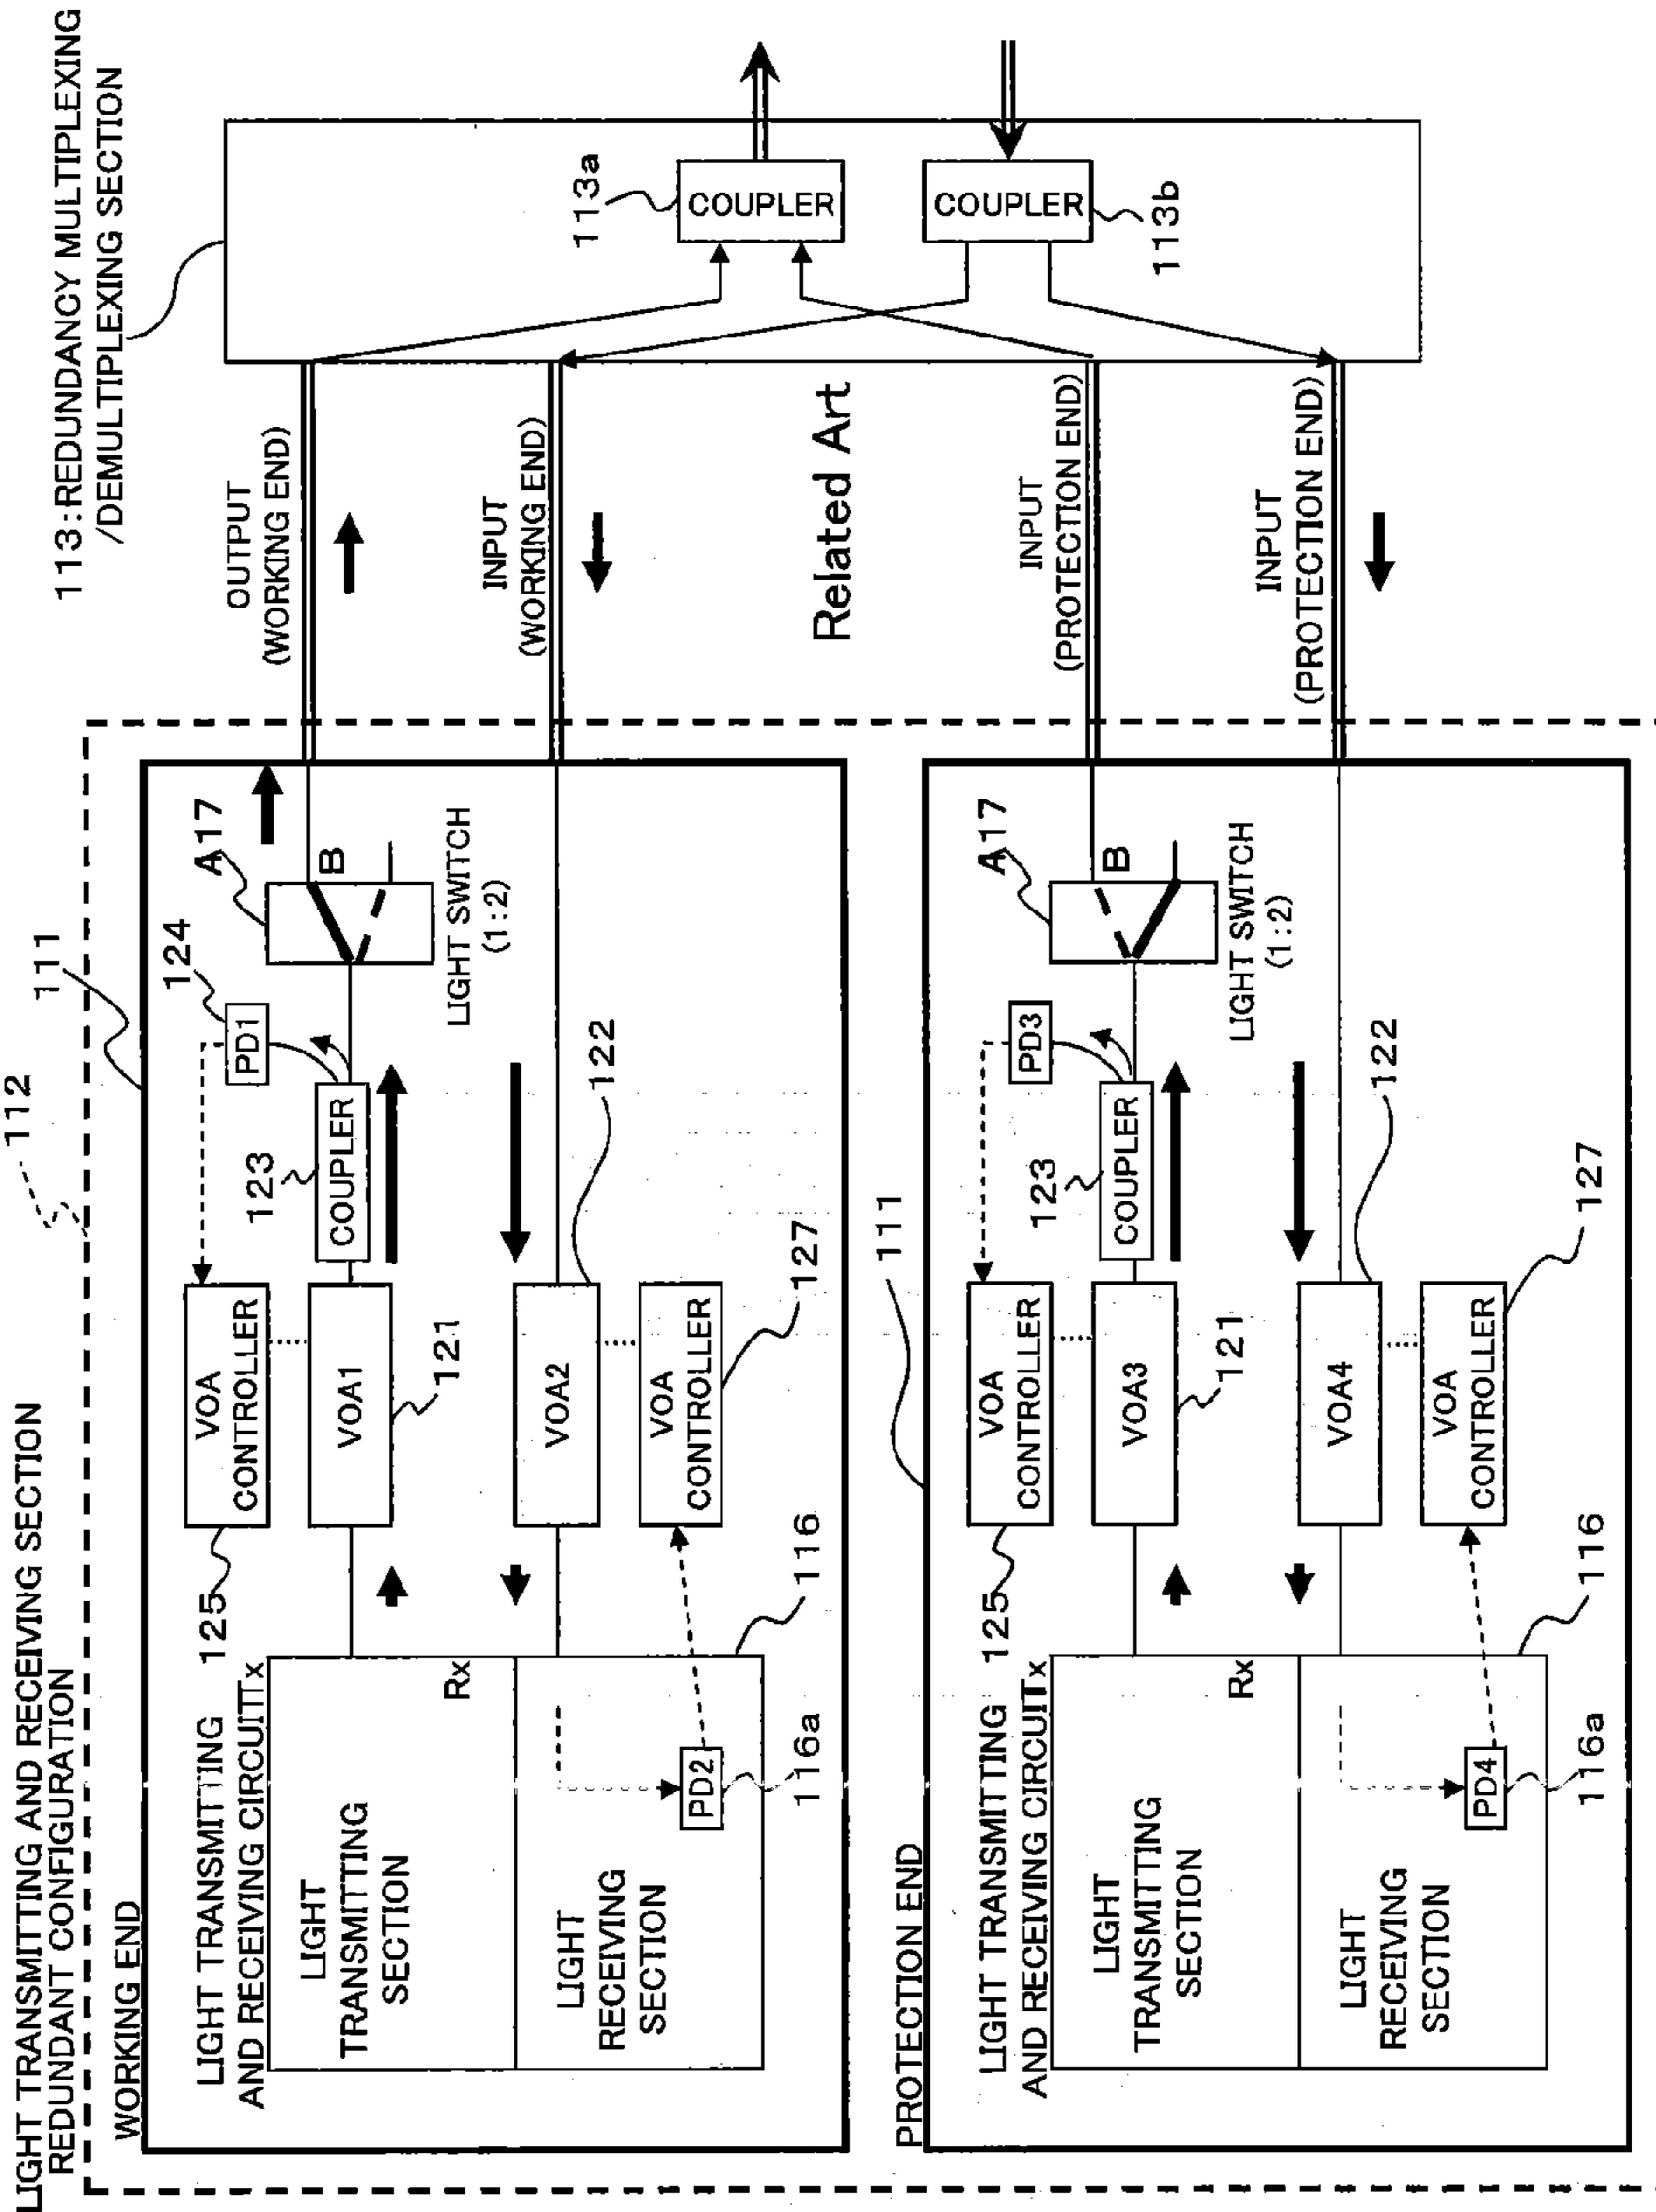 LIGHT TRANSMITTING AND RECEIVING SECTION
REDUNDANT CONFIGURATION
112
111
113:REDUNDANCY MULTIPLEXING
/DEMULTIPLEXING SECTION
WORKING END
LIGHT TRANSMITTING
AND RECEIVING CIRCUIT
Tx
125
VOA
CONTROLLER
PD1
124
A17
B
LIGHT
TRANSMITTING
SECTION
Rx
VOA1
121
123
COUPLER
LIGHT SWITCH
(1:2)
LIGHT
RECEIVING
SECTION
PD2
116a
116
VOA2
122
VOA
CONTROLLER
127
OUTPUT
(WORKING END)
INPUT
(WORKING END)
Related Art
INPUT
(PROTECTION END)
INPUT
(PROTECTION END)
113a
COUPLER
COUPLER
113b
PROTECTION END
111
LIGHT TRANSMITTING
AND RECEIVING CIRCUIT
Tx
125
VOA
CONTROLLER
PD3
A17
B
LIGHT
TRANSMITTING
SECTION
Rx
VOA3
121
123
COUPLER
LIGHT SWITCH
(1:2)
LIGHT
RECEIVING
SECTION
PD4
116a
116
VOA4
122
VOA
CONTROLLER
127